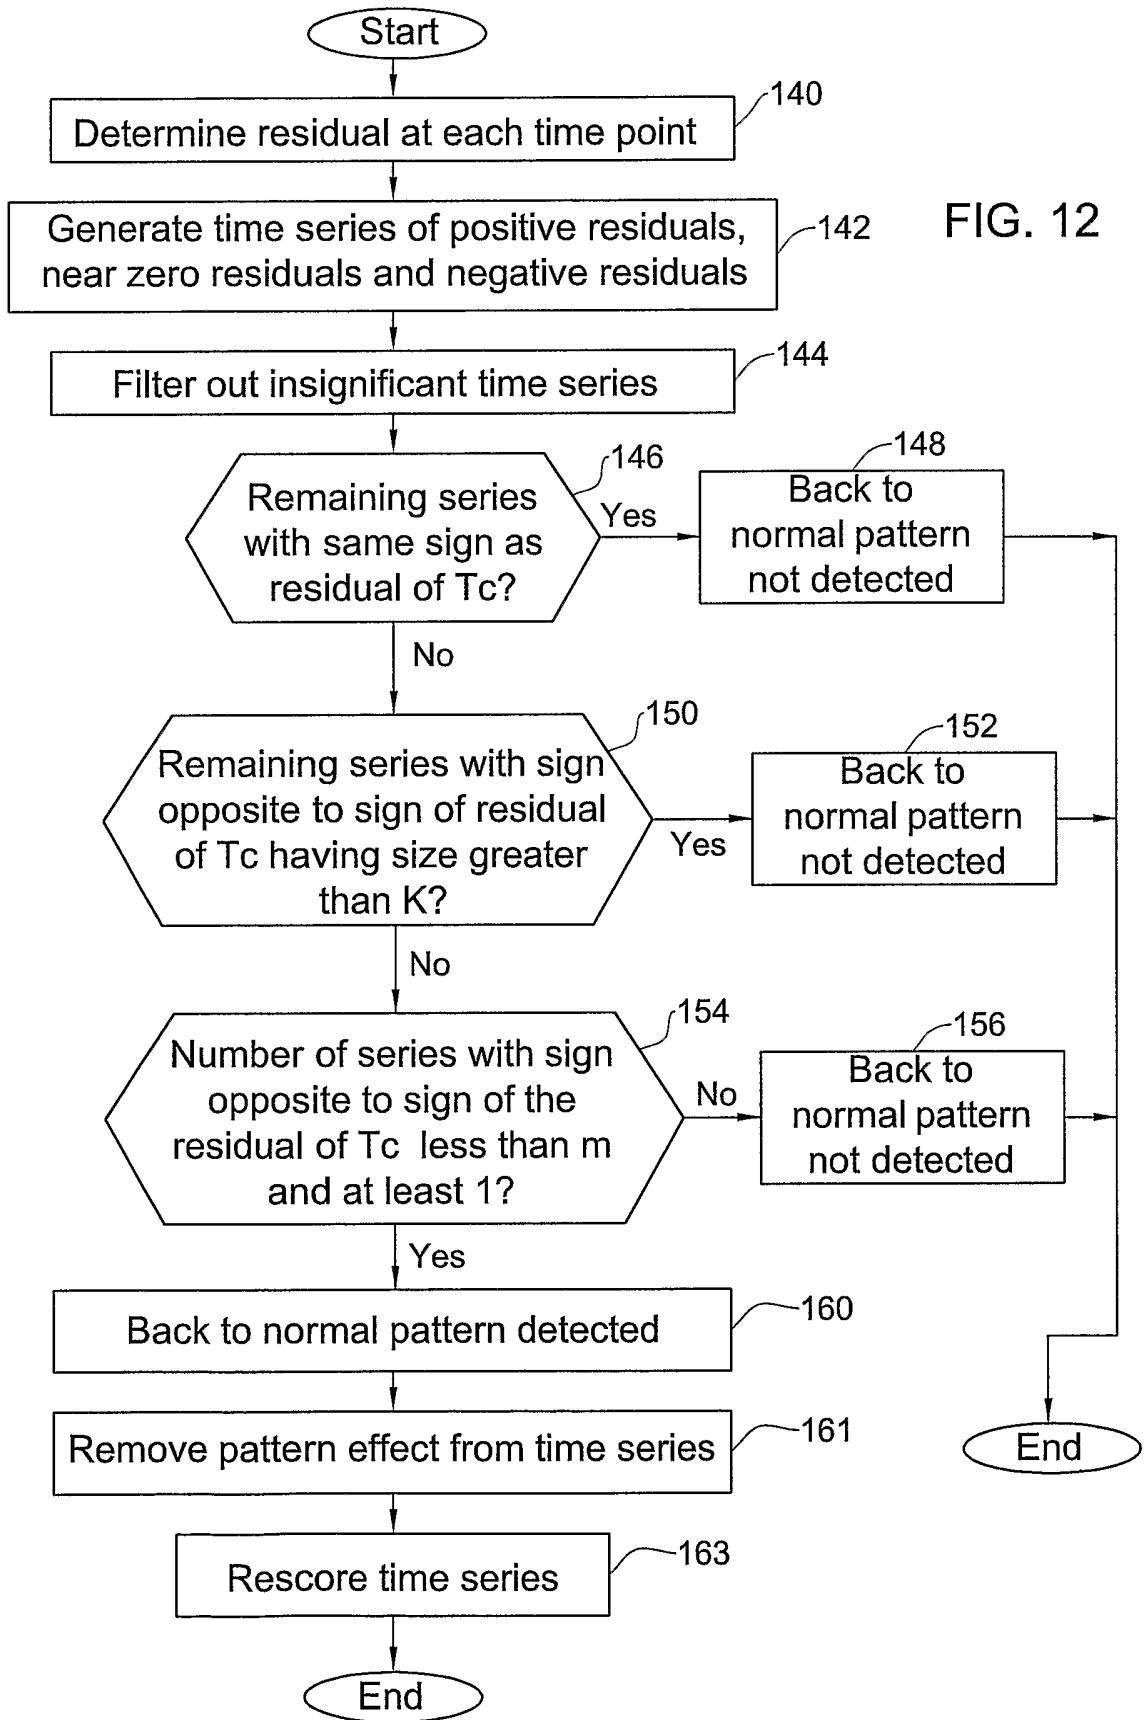 Start
140
Determine residual at each time point
FIG. 12
142
Generate time series of positive residuals,
near zero residuals and negative residuals
144
Filter out insignificant time series
146
Remaining series
with same sign as
residual of Tc?
Yes
148
Back to
normal pattern
not detected
No
150
Remaining series with sign
opposite to sign of residual
of Tc having size greater
than K?
Yes
152
Back to
normal pattern
not detected
No
154
Number of series with sign
opposite to sign of the
residual of Tc less than m
and at least 1?
No
156
Back to
normal pattern
not detected
Yes
160
Back to normal pattern detected
161
Remove pattern effect from time series
End
163
Rescore time series
End